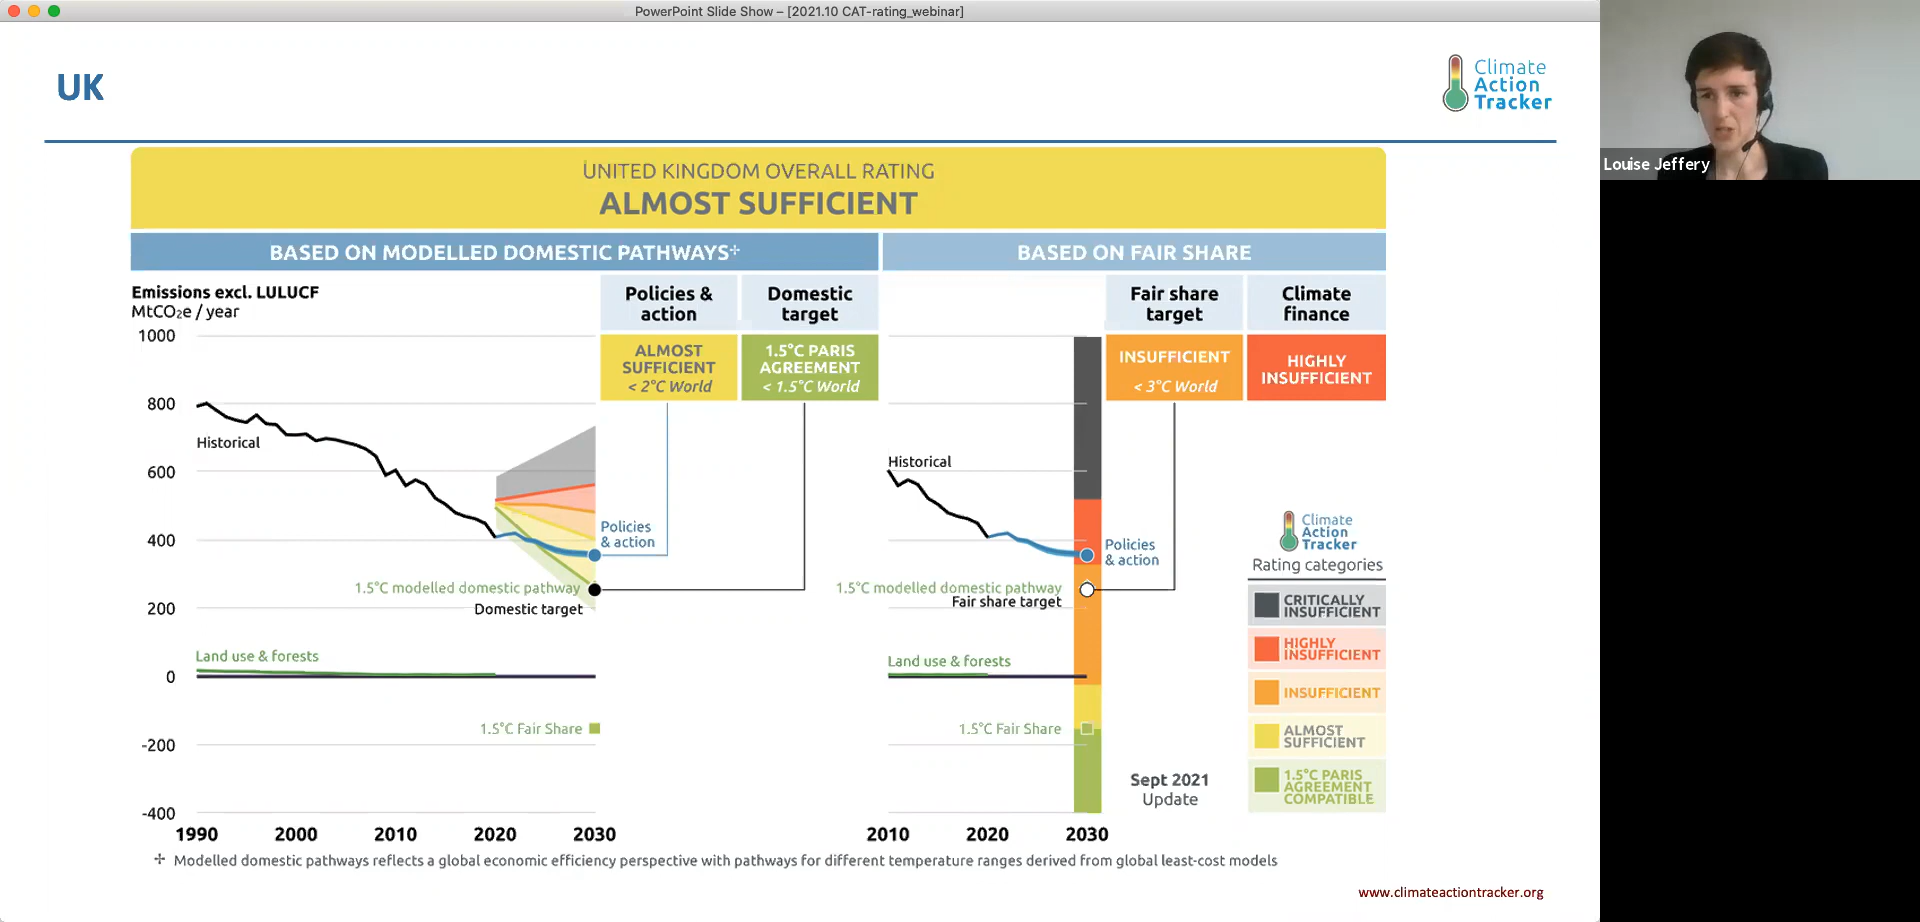 PowerPoint Slide Show – [2021.10 CAT-rating_webinar]
UK
Climate
Action
Tracker
Louise Jeffery
UNITED KINGDOM OVERALL RATING
ALMOST SUFFICIENT
BASED ON MODELLED DOMESTIC PATHWAYS✢
BASED ON FAIR SHARE
Emissions excl. LULUCF
MtCO₂e / year
Policies &
action
Domestic
target
Fair share
target
Climate
finance
ALMOST
SUFFICIENT
< 2°C World
1.5°C PARIS
AGREEMENT
< 1.5°C World
INSUFFICIENT
< 3°C World
HIGHLY
INSUFFICIENT
1000
800
600
400
200
0
-200
-400
Historical
Policies
& action
1.5°C modelled domestic pathway
Domestic target
Land use & forests
1.5°C Fair Share
1990
2000
2010
2020
2030
Historical
Policies
& action
1.5°C modelled domestic pathway
Fair share target
Land use & forests
1.5°C Fair Share
2010
2020
2030
Sept 2021
Update
Climate
Action
Tracker
Rating categories
CRITICALLY
INSUFFICIENT
HIGHLY
INSUFFICIENT
INSUFFICIENT
ALMOST
SUFFICIENT
1.5°C PARIS
AGREEMENT
COMPATIBLE
✢ Modelled domestic pathways reflects a global economic efficiency perspective with pathways for different temperature ranges derived from global least-cost models
www.climateactiontracker.org